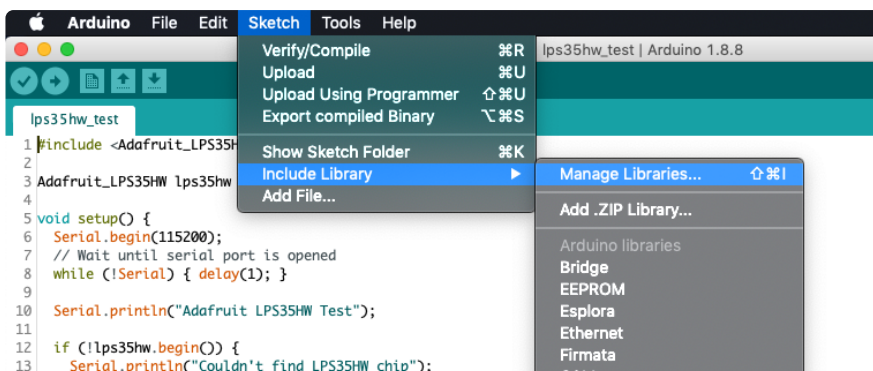 Arduino File Edit Sketch Tools Help
lps35hw_test | Arduino 1.8.8
Verify/Compile ⌘R
Upload ⌘U
Upload Using Programmer ⇧⌘U
Export compiled Binary ⌥⌘S
Show Sketch Folder ⌘K
Include Library ▶
Add File...
Manage Libraries... ⇧⌘I
Add .ZIP Library...
Arduino libraries
Bridge
EEPROM
Esplora
Ethernet
Firmata
lps35hw_test
1 #include <Adafruit_LPS35H
2
3 Adafruit_LPS35HW lps35hw
4
5 void setup() {
6 Serial.begin(115200);
7 // Wait until serial port is opened
8 while (!Serial) { delay(1); }
9
10 Serial.println("Adafruit LPS35HW Test");
11
12 if (!lps35hw.begin()) {
13 Serial.println("Couldn't find LPS35HW chip");